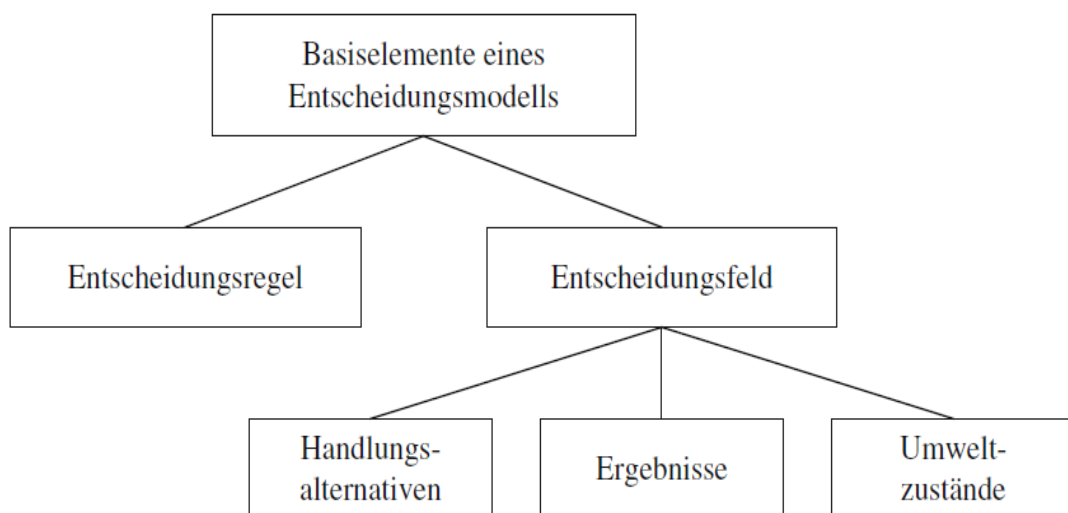 Basiselemente eines
Entscheidungsmodells
Entscheidungsregel
Entscheidungsfeld
Handlungs-
alternativen
Ergebnisse
Umwelt-
zustände